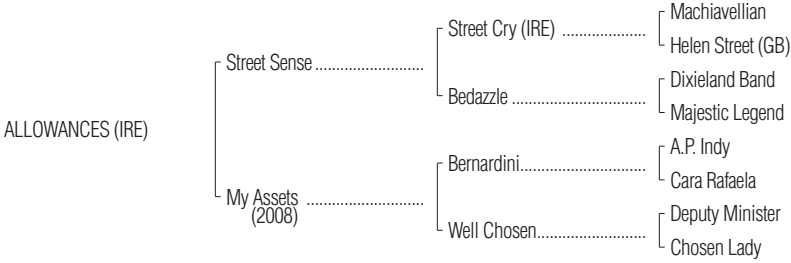 Machiavellian
Street Cry (IRE) ....................
Helen Street (GB)
Street Sense ..........................
Dixieland Band
Bedazzle ................................
Majestic Legend
ALLOWANCES (IRE)
A.P. Indy
Bernardini..............................
Cara Rafaela
My Assets ............................
(2008)
Deputy Minister
Well Chosen..........................
Chosen Lady